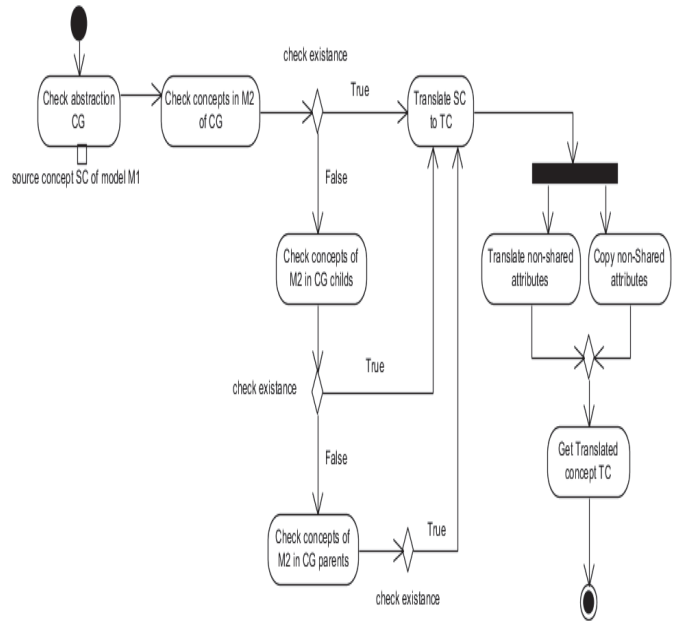 check existance
Check abstraction
CG
Check concepts in M2
of CG
True
Translate SC
to TC
source concept SC of model M1
False
Check concepts of
M2 in CG childs
Translate non-shared
attributes
Copy non-Shared
attributes
True
check existance
False
Get Translated
concept TC
Check concepts of
M2 in CG parents
True
check existance